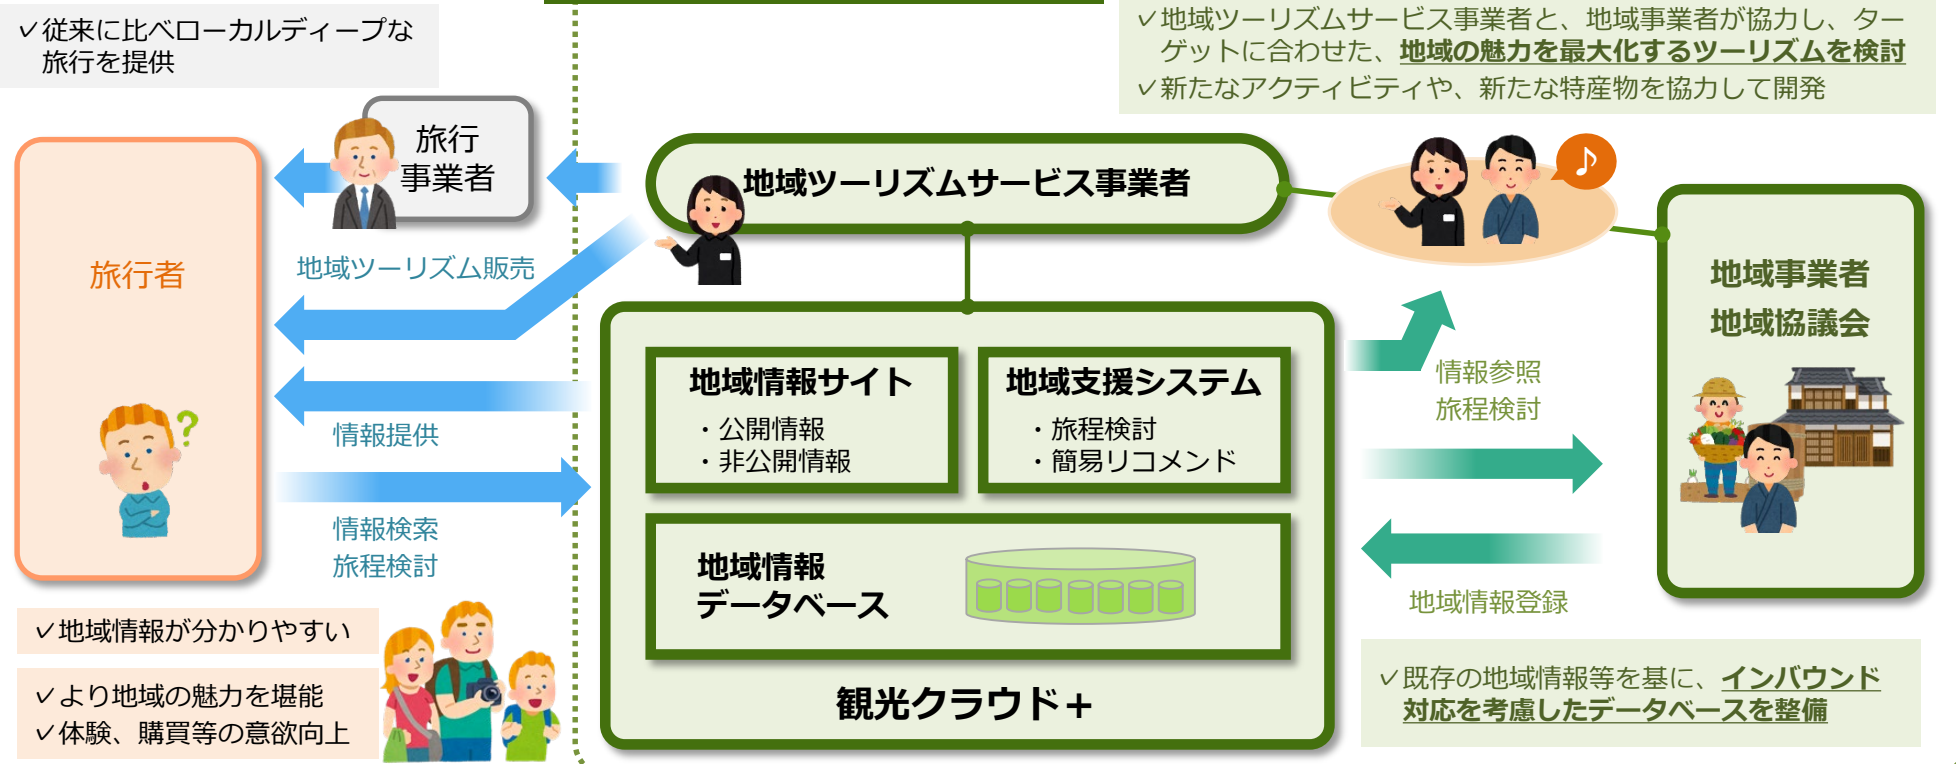 ✓従来に比べローカルディープな
旅行を提供
✓地域ツーリズムサービス事業者と、地域事業者が協力し、ター
ゲットに合わせた、地域の魅力を最大化するツーリズムを検討
✓新たなアクティビティや、新たな特産物を協力して開発
旅行
事業者
旅行者
地域ツーリズム販売
情報提供
情報検索
旅程検討
✓地域情報が分かりやすい
✓より地域の魅力を堪能
✓体験、購買等の意欲向上
地域ツーリズムサービス事業者
地域情報サイト
・公開情報
・非公開情報
地域支援システム
・旅程検討
・簡易リコメンド
地域情報
データベース
観光クラウド＋
♪
地域事業者
地域協議会
情報参照
旅程検討
地域情報登録
✓既存の地域情報等を基に、インバウンド
対応を考慮したデータベースを整備